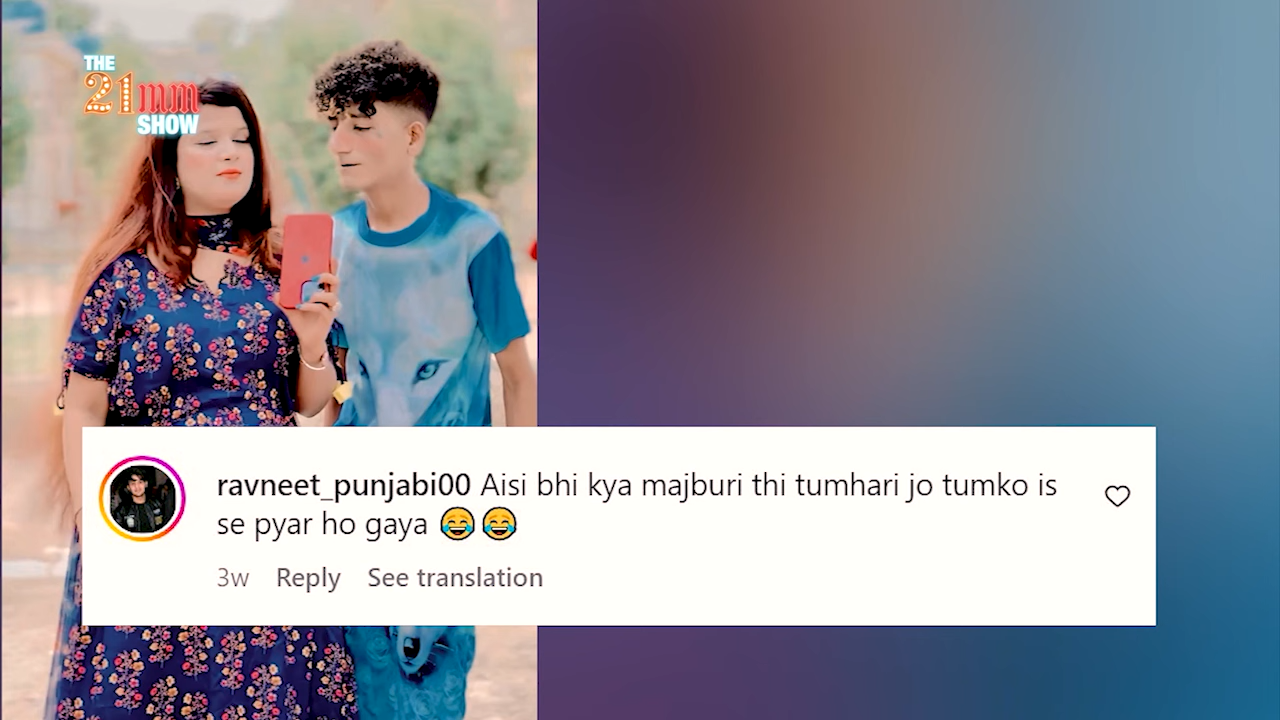 THE
21mm
SHOW
ravneet_punjabi00 Aisi bhi kya majburi thi tumhari jo tumko is
se pyar ho gaya 😂😂
3w Reply See translation